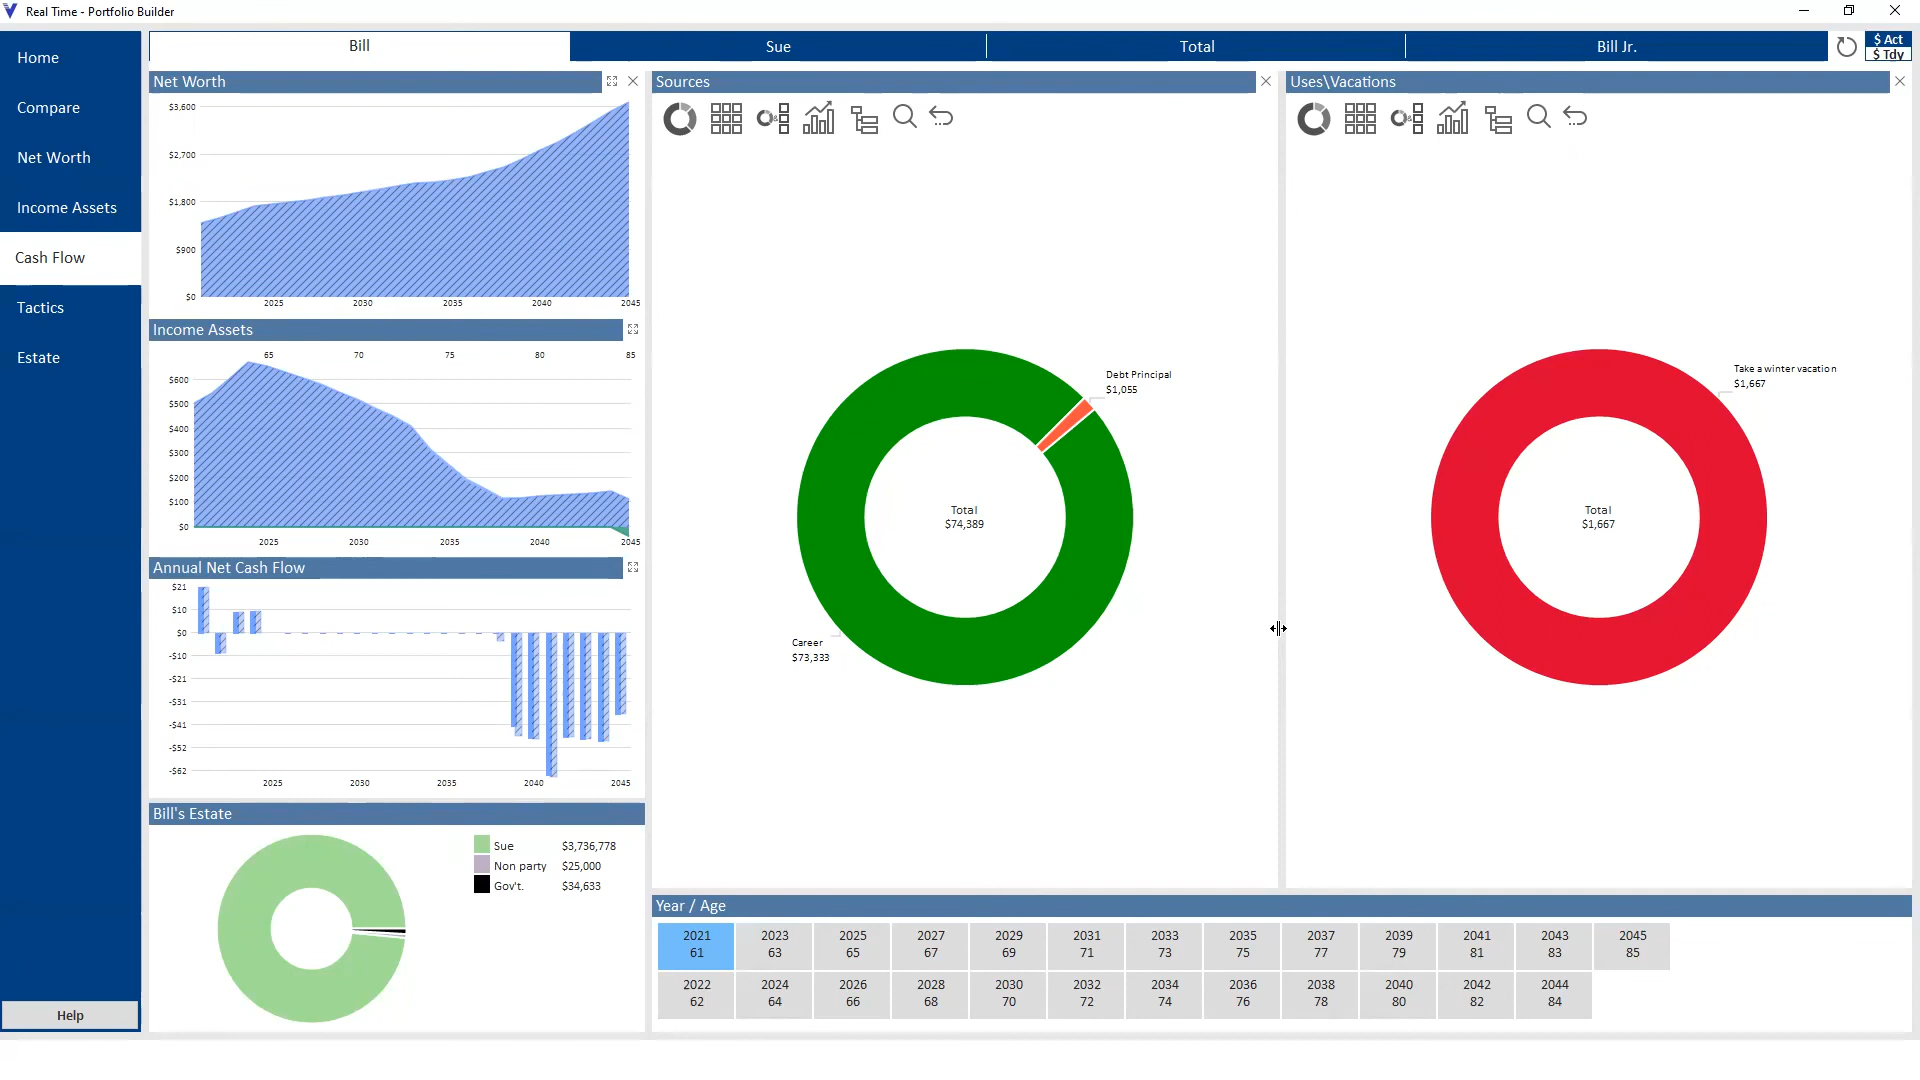 Real Time - Portfolio Builder
Home
Compare
Net Worth
Income Assets
Cash Flow
Tactics
Estate
Help
Bill
Sue
Total
Bill Jr.
$ Act
$ Tdy
Net Worth
$3,600
$2,700
$1,800
$900
$0
2025 2030 2035 2040 2045
Income Assets
65 70 75 80 85
$600
$500
$400
$300
$200
$100
$0
2025 2030 2035 2040 2045
Annual Net Cash Flow
$21
$10
$0
-$10
-$21
-$31
-$41
-$52
-$62
2025 2030 2035 2040 2045
Bill's Estate
Sue $3,736,778
Non party $25,000
Gov't. $34,633
Sources
Debt Principal
$1,055
Total
$74,389
Career
$73,333
Uses\Vacations
Take a winter vacation
$1,667
Total
$1,667
Year / Age
2021 2023 2025 2027 2029 2031 2033 2035 2037 2039 2041 2043 2045
61 63 65 67 69 71 73 75 77 79 81 83 85
2022 2024 2026 2028 2030 2032 2034 2036 2038 2040 2042 2044
62 64 66 68 70 72 74 76 78 80 82 84